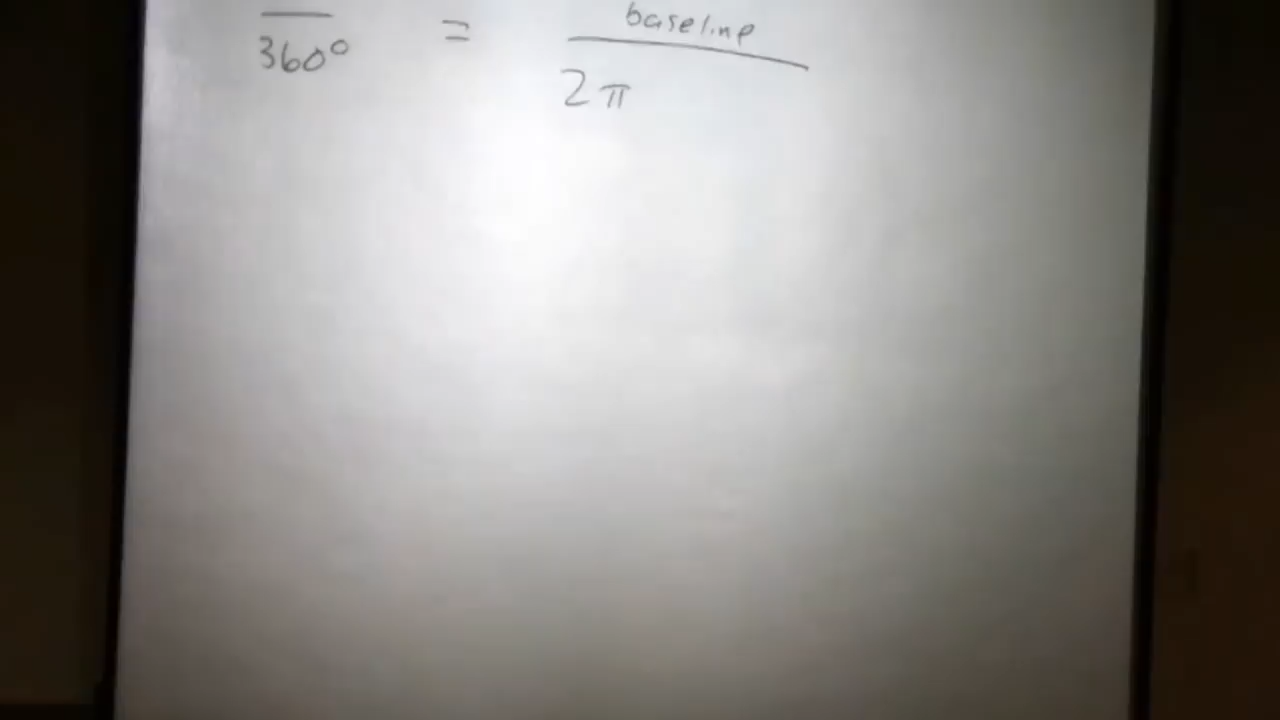 baseline
360° =
2π